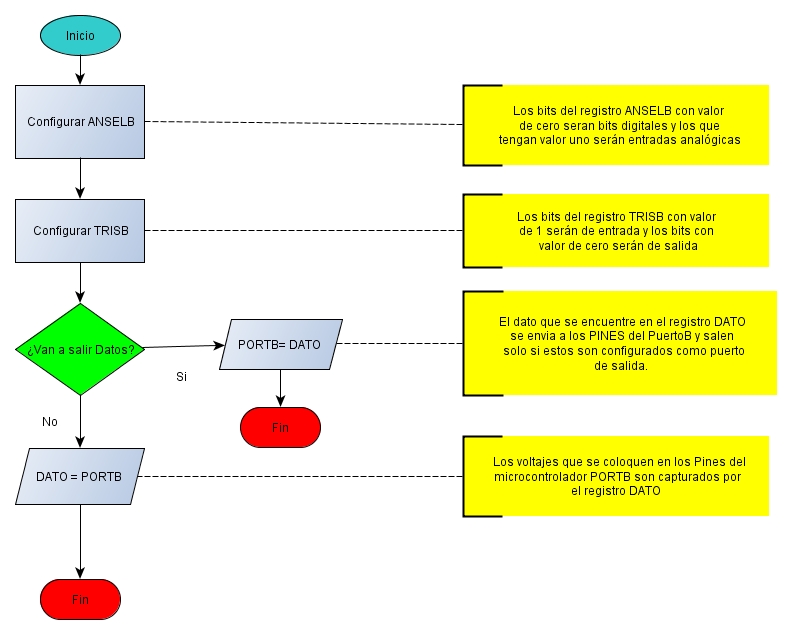 Inicio
Configurar ANSELB
Los bits del registro ANSELB con valor
de cero seran bits digitales y los que
tengan valor uno serán entradas analógicas
Configurar TRISB
Los bits del registro TRISB con valor
de 1 serán de entrada y los bits con
valor de cero serán de salida
¿Van a salir Datos?
Si
PORTB= DATO
El dato que se encuentre en el registro DATO
se envia a los PINES del PuertoB y salen
solo si estos son configurados como puerto
de salida.
Fin
No
DATO = PORTB
Los voltajes que se coloquen en los Pines del
microcontrolador PORTB son capturados por
el registro DATO
Fin